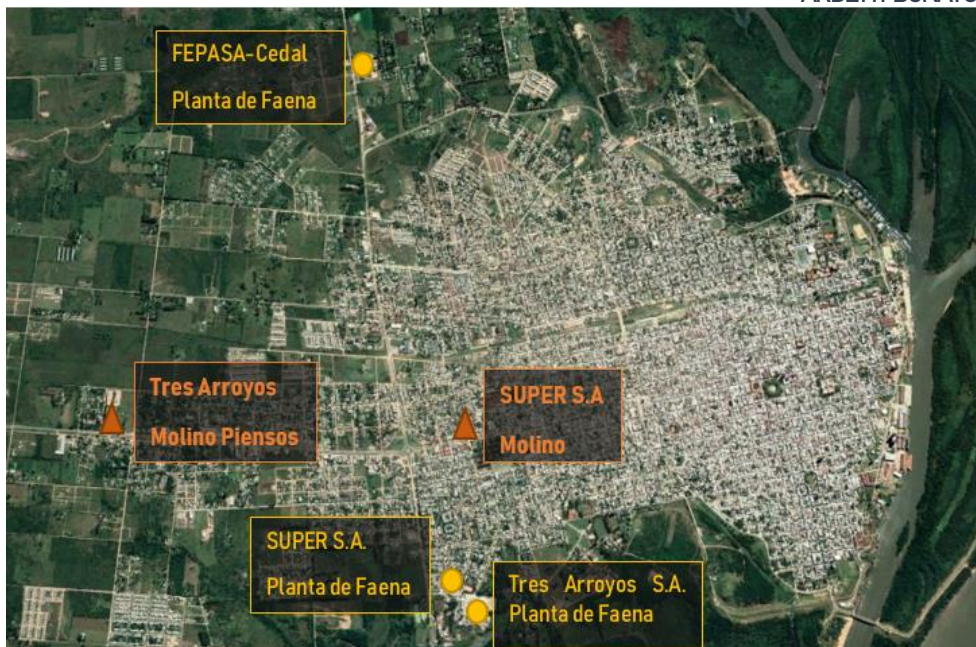 FEPASA-Cedal
Planta de Faena
Tres Arroyos
Molino Piensos
SUPER S.A
Molino
SUPER S.A.
Planta de Faena
Tres Arroyos S.A.
Planta de Faena